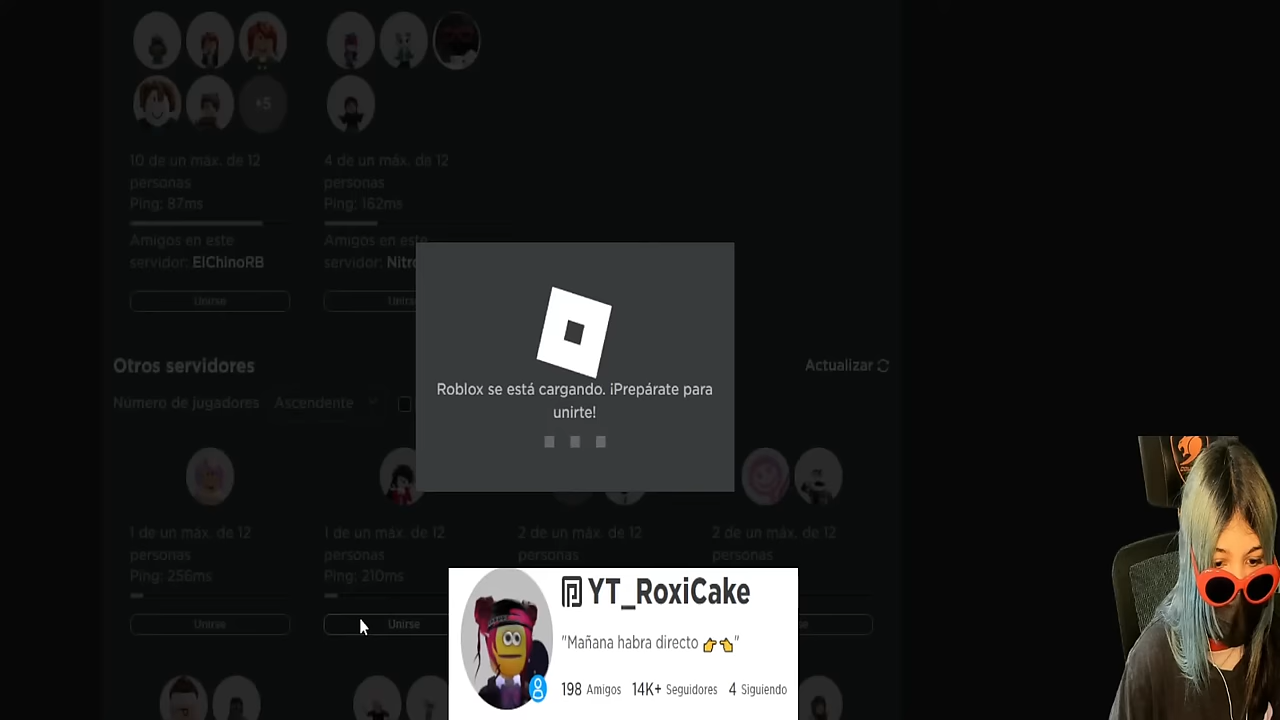 +5
10 de un máx. de 12
personas
Ping: 87ms
Amigos en este
servidor: ElChinoRB
Unirse
4 de un máx. de 12
personas
Ping: 162ms
Amigos en este
servidor: Nitro
Unirse
Roblox se está cargando. ¡Prepárate para
unirte!
Otros servidores
Actualizar
Número de jugadores Ascendente
1 de un máx. de 12
personas
Ping: 256ms
Unirse
1 de un máx. de 12
personas
Ping: 210ms
Unirse
2 de un máx. de 12
personas
2 de un máx. de 12
personas
YT_RoxiCake
"Mañana habra directo 👉👈"
198 Amigos 14K+ Seguidores 4 Siguiendo